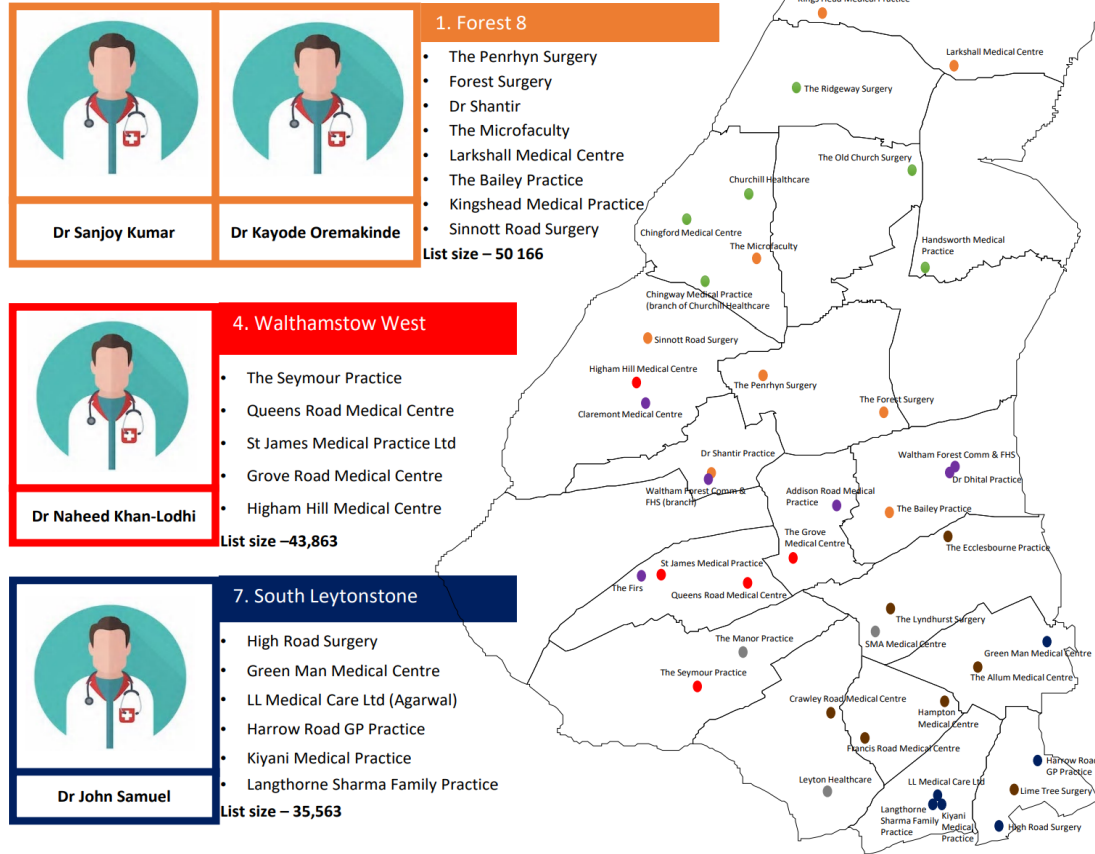 1. Forest 8
• The Penrhyn Surgery
• Forest Surgery
• Dr Shantir
• The Microfaculty
• Larkshall Medical Centre
• The Bailey Practice
• Kingshead Medical Practice
• Sinnott Road Surgery
List size – 50 166
Dr Sanjoy Kumar
Dr Kayode Oremakinde
4. Walthamstow West
• The Seymour Practice
• Queens Road Medical Centre
• St James Medical Practice Ltd
• Grove Road Medical Centre
• Higham Hill Medical Centre
List size –43,863
Dr Naheed Khan-Lodhi
7. South Leytonstone
• High Road Surgery
• Green Man Medical Centre
• LL Medical Care Ltd (Agarwal)
• Harrow Road GP Practice
• Kiyani Medical Practice
• Langthorne Sharma Family Practice
List size – 35,563
Dr John Samuel
Kings Head Medical Practice
Larkshall Medical Centre
The Ridgeway Surgery
The Old Church Surgery
Churchill Healthcare
Chingford Medical Centre
The Microfaculty
Handsworth Medical
Practice
Chingway Medical Practice
(branch of Churchill Healthcare
Sinnott Road Surgery
Higham Hill Medical Centre
The Penrhyn Surgery
Claremont Medical Centre
The Forest Surgery
Dr Shantir Practice
Waltham Forest Comm & FHS
Dr Dhital Practice
Waltham Forest Comm &
FHS (branch)
Addison Road Medical
Practice
The Bailey Practice
The Grove
Medical Centre
The Ecclesbourne Practice
St James Medical Practice
The Firs
Queens Road Medical Centre
The Lyndhurst Surgery
The Manor Practice
SMA Medical Centre
Green Man Medical Centre
The Seymour Practice
The Allum Medical Centre
Crawley Road Medical Centre
Hampton
Medical Centre
Francis Road Medical Centre
Harrow Road
GP Practice
Leyton Healthcare
LL Medical Care Ltd
Lime Tree Surgery
Langthorne
Sharma Family
Practice
Kiyani
Medical
Practice
High Road Surgery